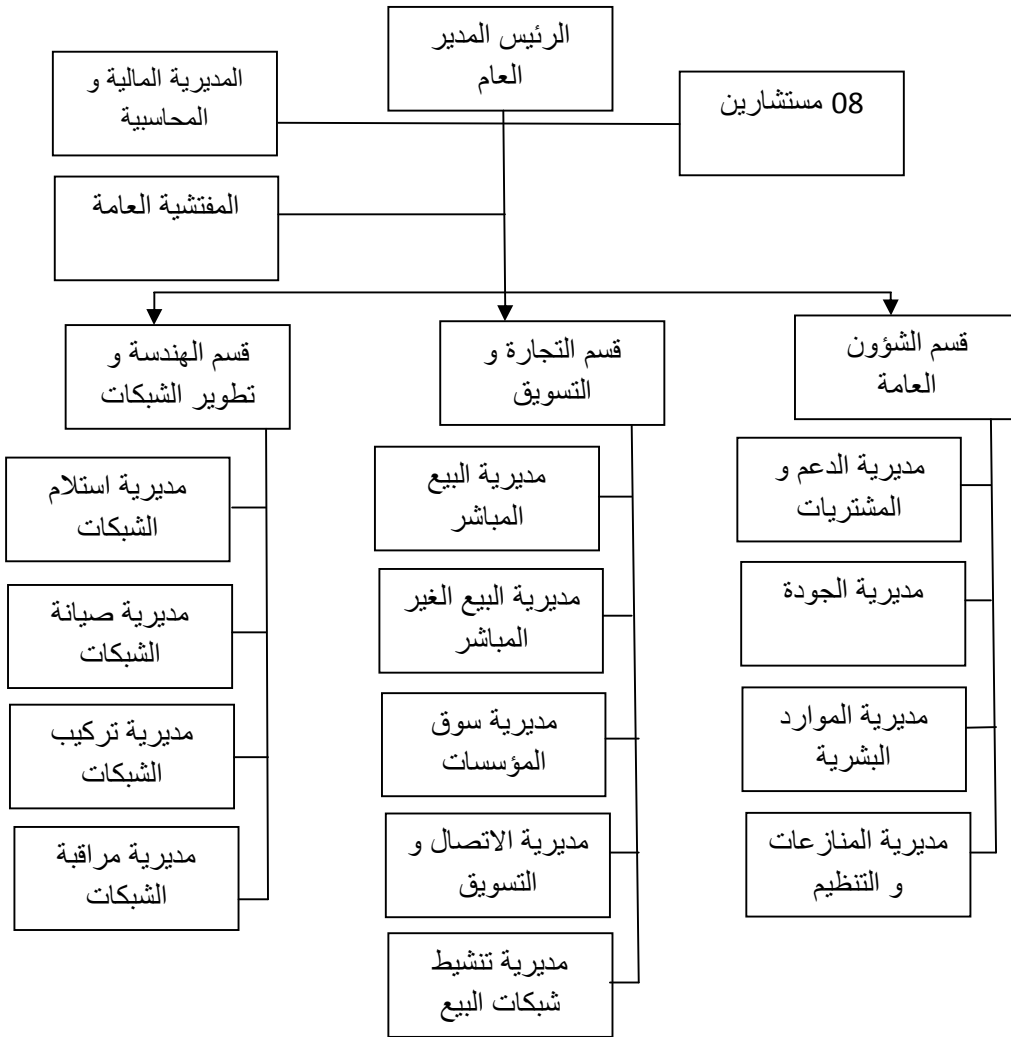 الرئيس المدير
العام
08 مستشارين
المديرية المالية و
المحاسبية
المفتشية العامة
قسم الشؤون
العامة
مديرية الدعم و
المشتريات
مديرية الجودة
مديرية الموارد
البشرية
مديرية المنازعات
و التنظيم
قسم التجارة و
التسويق
مديرية البيع
المباشر
مديرية البيع الغير
المباشر
مديرية سوق
المؤسسات
مديرية الاتصال و
التسويق
مديرية تنشيط
شبكات البيع
قسم الهندسة و
تطوير الشبكات
مديرية استلام
الشبكات
مديرية صيانة
الشبكات
مديرية تركيب
الشبكات
مديرية مراقبة
الشبكات